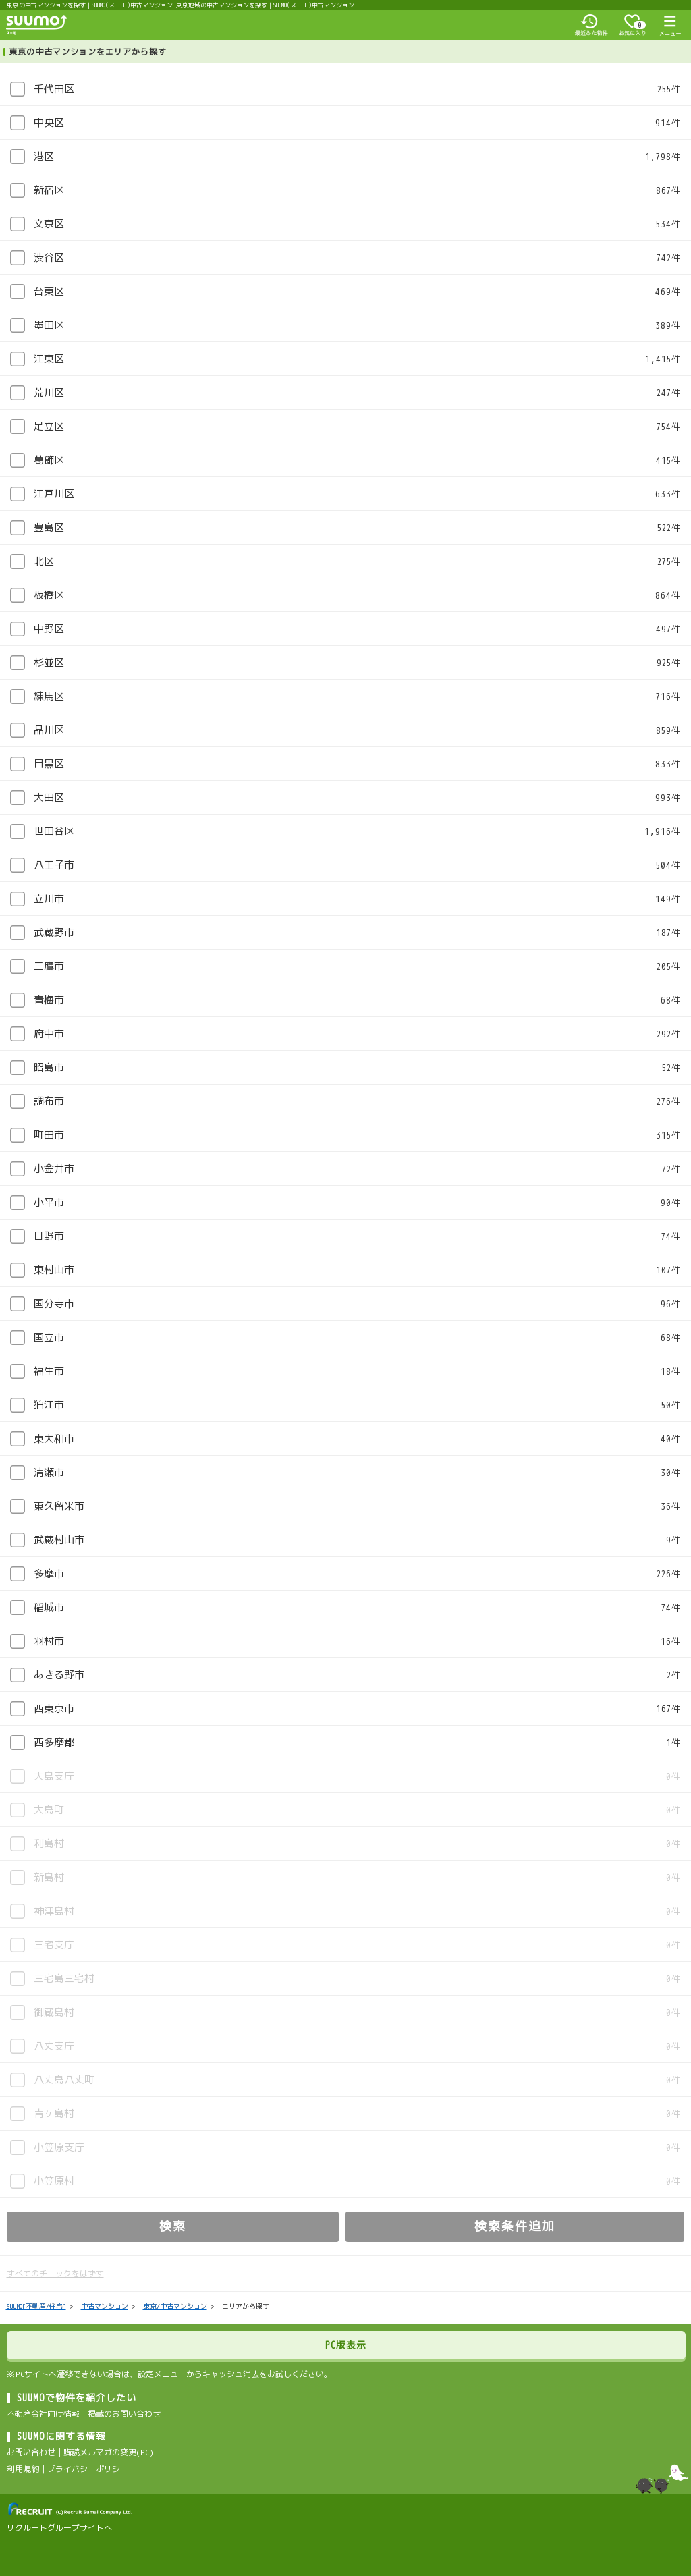 東京の中古マンションを探す | SUUMO(スーモ)中古マンション 東京地域の中古マンションを探す | SUUMO(スーモ)中古マンション
SUUMO
スーモ
最近みた物件
0
お気に入り
メニュー
東京の中古マンションをエリアから探す
千代田区 255件
中央区 914件
港区 1,798件
新宿区 867件
文京区 534件
渋谷区 742件
台東区 469件
墨田区 389件
江東区 1,415件
荒川区 247件
足立区 754件
葛飾区 415件
江戸川区 633件
豊島区 522件
北区 275件
板橋区 864件
中野区 497件
杉並区 925件
練馬区 716件
品川区 859件
目黒区 833件
大田区 993件
世田谷区 1,916件
八王子市 504件
立川市 149件
武蔵野市 187件
三鷹市 205件
青梅市 68件
府中市 292件
昭島市 52件
調布市 276件
町田市 315件
小金井市 72件
小平市 90件
日野市 74件
東村山市 107件
国分寺市 96件
国立市 68件
福生市 18件
狛江市 50件
東大和市 40件
清瀬市 30件
東久留米市 36件
武蔵村山市 9件
多摩市 226件
稲城市 74件
羽村市 16件
あきる野市 2件
西東京市 167件
西多摩郡 1件
大島支庁 0件
大島町 0件
利島村 0件
新島村 0件
神津島村 0件
三宅支庁 0件
三宅島三宅村 0件
御蔵島村 0件
八丈支庁 0件
八丈島八丈町 0件
青ヶ島村 0件
小笠原支庁 0件
小笠原村 0件
検索
検索条件追加
すべてのチェックをはずす
SUUMO[不動産/住宅] > 中古マンション > 東京/中古マンション > エリアから探す
PC版表示
※PCサイトへ遷移できない場合は、設定メニューからキャッシュ消去をお試しください。
SUUMOで物件を紹介したい
不動産会社向け情報 | 掲載のお問い合わせ
SUUMOに関する情報
お問い合わせ | 購読メルマガの変更(PC)
利用規約 | プライバシーポリシー
RECRUIT (C)Recruit Sumai Company Ltd.
リクルートグループサイトへ